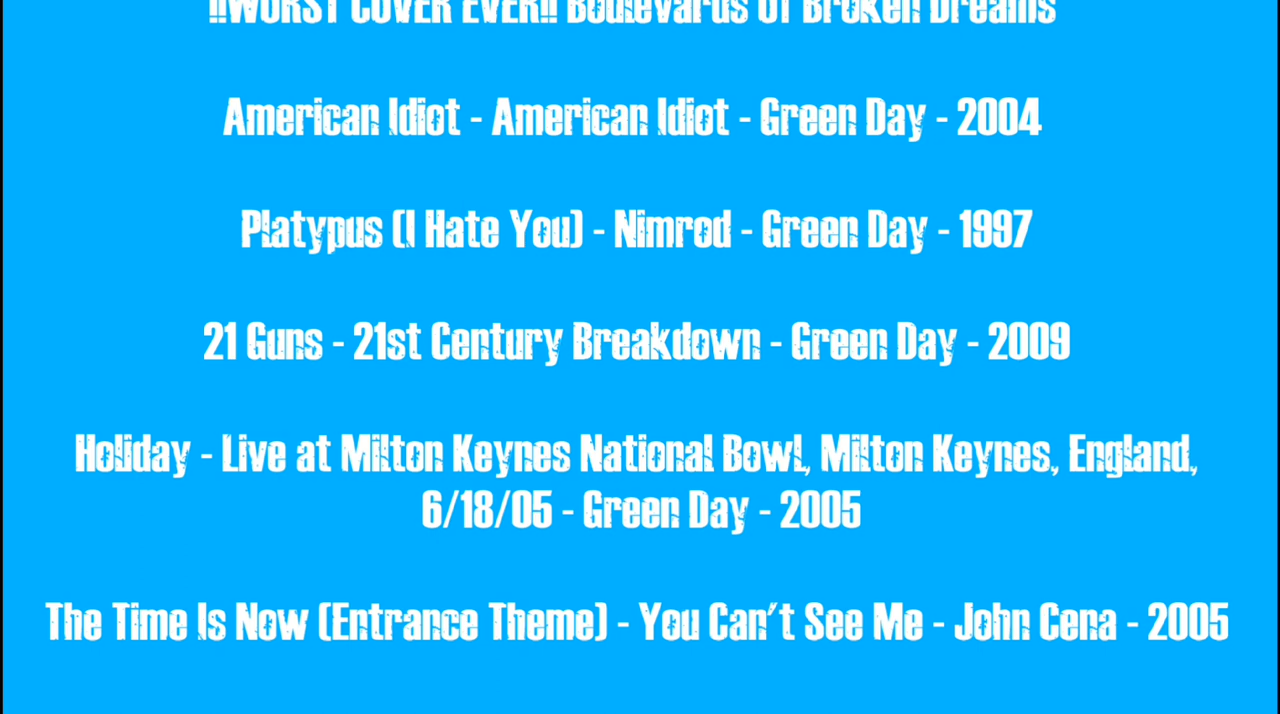 !!WORST COVER EVER!! Boulevards of Broken Dreams
American Idiot - American Idiot - Green Day - 2004
Platypus (I Hate You) - Nimrod - Green Day - 1997
21 Guns - 21st Century Breakdown - Green Day - 2009
Holiday - Live at Milton Keynes National Bowl, Milton Keynes, England,
6/18/05 - Green Day - 2005
The Time Is Now (Entrance Theme) - You Can't See Me - John Cena - 2005